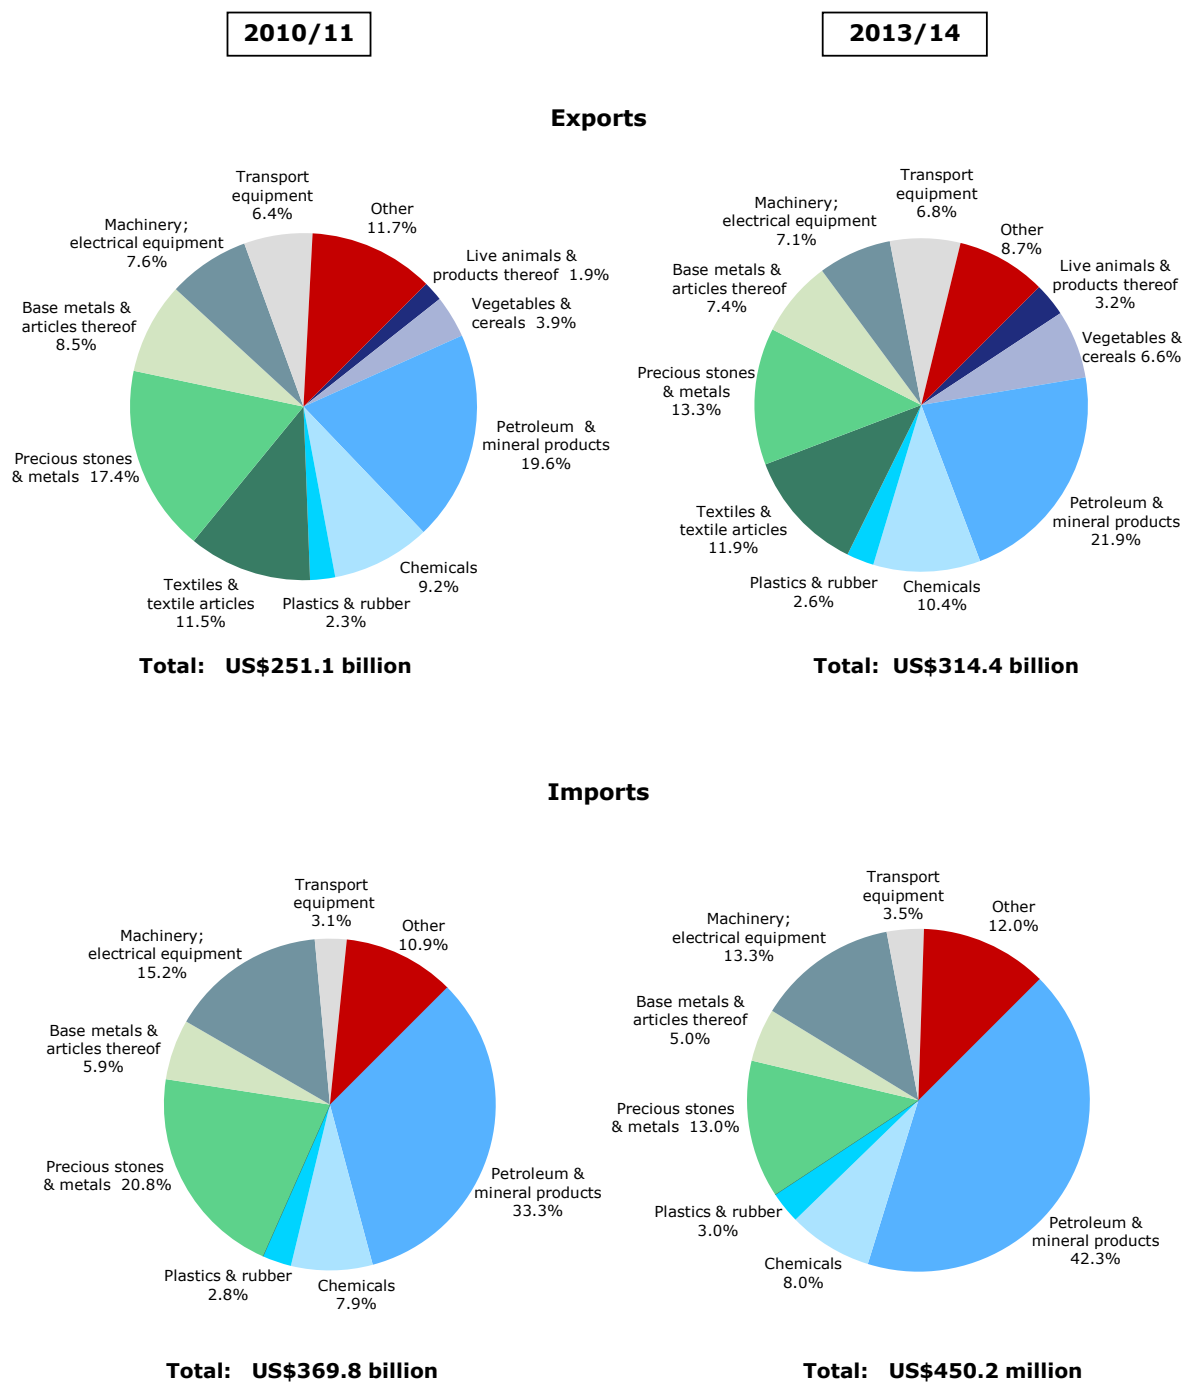 2010/11
2013/14
Exports
Transport
equipment
6.4%
Other
11.7%
Live animals &
products thereof 1.9%
Vegetables &
cereals 3.9%
Petroleum &
mineral products
19.6%
Chemicals
9.2%
Plastics & rubber
2.3%
Textiles &
textile articles
11.5%
Precious stones
& metals 17.4%
Base metals &
articles thereof
8.5%
Machinery;
electrical equipment
7.6%
Total: US$251.1 billion
Transport
equipment
6.8%
Other
8.7%
Live animals &
products thereof
3.2%
Vegetables &
cereals 6.6%
Petroleum &
mineral products
21.9%
Chemicals
10.4%
Plastics & rubber
2.6%
Textiles &
textile articles
11.9%
Precious stones
& metals
13.3%
Base metals &
articles thereof
7.4%
Machinery;
electrical equipment
7.1%
Total: US$314.4 billion
Imports
Transport
equipment
3.1%
Other
10.9%
Petroleum &
mineral products
33.3%
Chemicals
7.9%
Plastics & rubber
2.8%
Precious stones
& metals 20.8%
Base metals &
articles thereof
5.9%
Machinery;
electrical equipment
15.2%
Total: US$369.8 billion
Transport
equipment
3.5%
Other
12.0%
Petroleum &
mineral products
42.3%
Chemicals
8.0%
Plastics & rubber
3.0%
Precious stones
& metals 13.0%
Base metals &
articles thereof
5.0%
Machinery;
electrical equipment
13.3%
Total: US$450.2 million